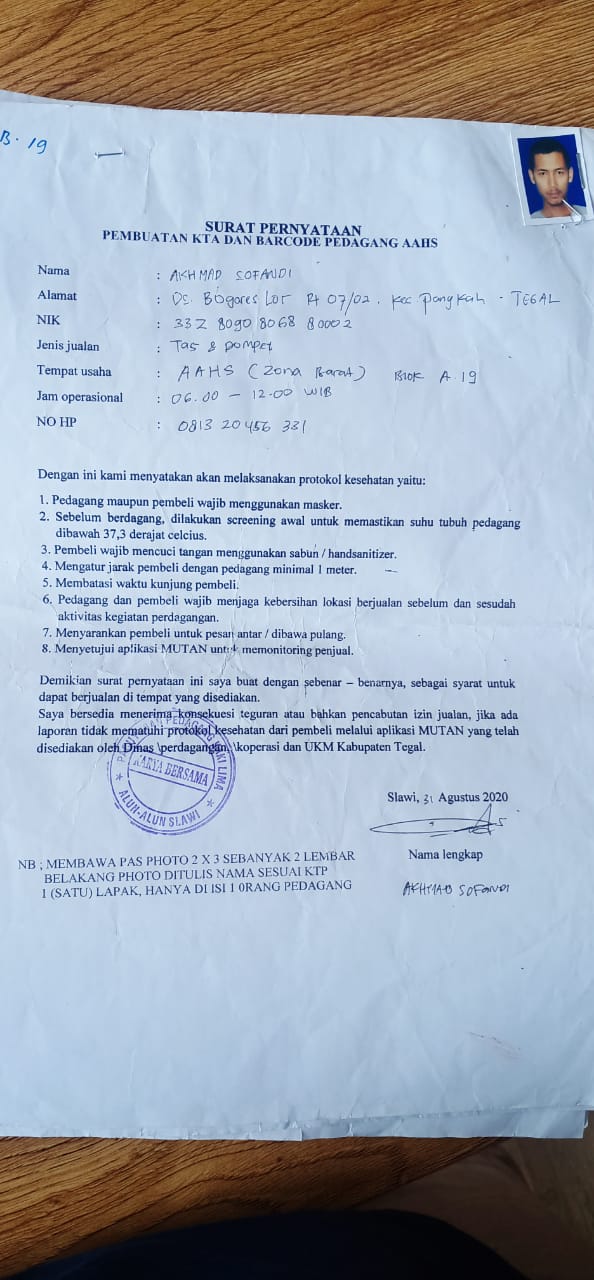 B. 19
SURAT PERNYATAAN
PEMBUATAN KTA DAN BARCODE PEDAGANG AAHS
Nama : AKHMAD SOFANDI
Alamat : Ds. Bogares Lor Rt 07/02. Kec Pangkah - TEGAL
NIK : 33Z 8090 8068 80002
Jenis jualan : Tas & Dompet
Tempat usaha : AAHS (Zona Barat) Blok A 19
Jam operasional : 06.00 - 12.00 WIB
NO HP : 0813 20456 331
Dengan ini kami menyatakan akan melaksanakan protokol kesehatan yaitu:
1. Pedagang maupun pembeli wajib menggunakan masker.
2. Sebelum berdagang, dilakukan screening awal untuk memastikan suhu tubuh pedagang
dibawah 37,3 derajat celcius.
3. Pembeli wajib mencuci tangan menggunakan sabun / handsanitizer.
4. Mengatur jarak pembeli dengan pedagang minimal 1 meter.
5. Membatasi waktu kunjung pembeli.
6. Pedagang dan pembeli wajib menjaga kebersihan lokasi berjualan sebelum dan sesudah
aktivitas kegiatan perdagangan.
7. Menyarankan pembeli untuk pesan antar / dibawa pulang.
8. Menyetujui aplikasi MUTAN untuk memonitoring penjual.
Demikian surat pernyataan ini saya buat dengan sebenar – benarnya, sebagai syarat untuk
dapat berjualan di tempat yang disediakan.
Saya bersedia menerima konsekuesi teguran atau bahkan pencabutan izin jualan, jika ada
laporan tidak mematuhi protokol kesehatan dari pembeli melalui aplikasi MUTAN yang telah
disediakan oleh Dinas \perdagangan, \koperasi dan UKM Kabupaten Tegal.
PEDAGANG KAKI LIMA
KARYA BERSAMA
ALUN-ALUN SLAWI
Slawi, 31 Agustus 2020
Nama lengkap
AKHMAD SOFANDI
NB ; MEMBAWA PAS PHOTO 2 X 3 SEBANYAK 2 LEMBAR
BELAKANG PHOTO DITULIS NAMA SESUAI KTP
1 (SATU) LAPAK, HANYA DI ISI 1 0RANG PEDAGANG